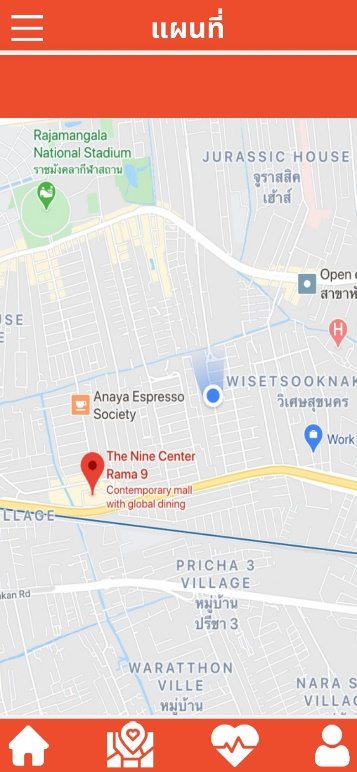 แผนที่
Rajamangala
National Stadium
ราชมังคลากีฬาสถาน
JURASSIC HOUSE
จูราสสิค
เฮ้าส์
Open
สาขาหั
USE
E
H
WISETSOOKNAK
วิเศษสุขนคร
Anaya Espresso
Society
Work
The Nine Center
Rama 9
Contemporary mall
with global dining
LLAGE
PRICHA 3
VILLAGE
หมู่บ้าน
ปรีชา 3
kan Rd
WARATTHON
VILLE
หมู่บ้าน
NARA S
VILLAG